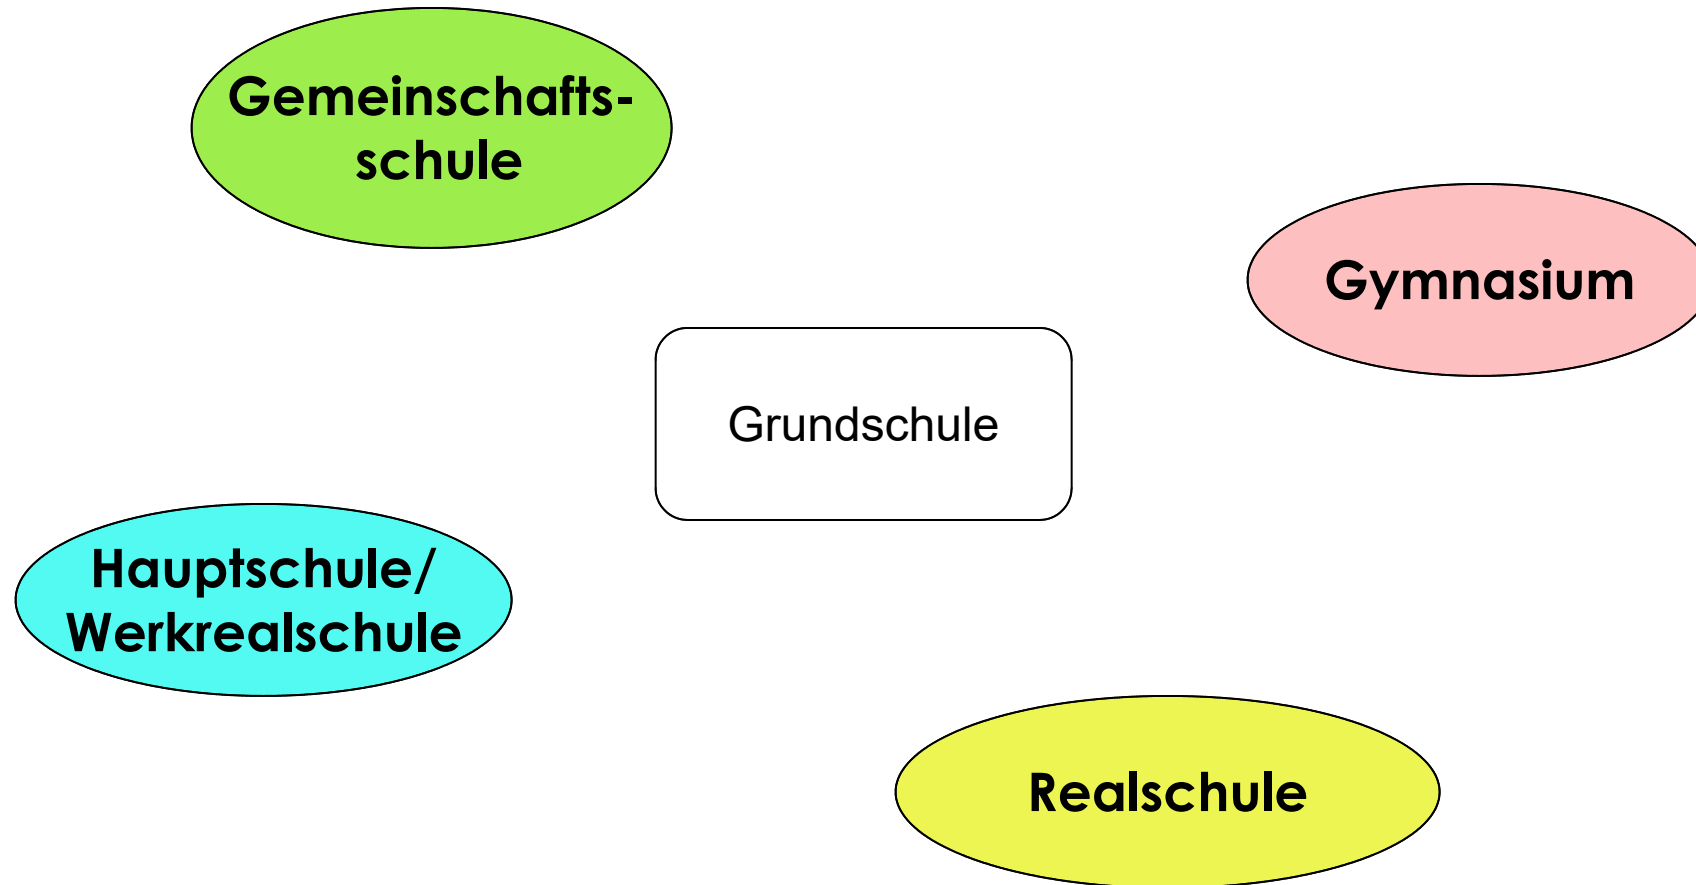 Gemeinschafts-
schule
Gymnasium
Grundschule
Hauptschule/
Werkrealschule
Realschule